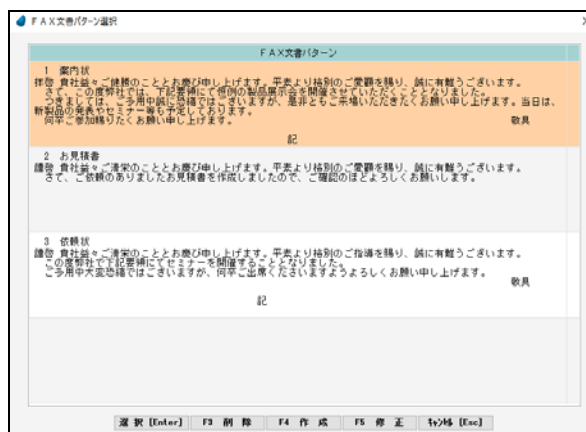 FAX文書パターン選択
FAX文書パターン
1 案内状
拝啓 貴社益々ご健勝のこととお慶び申し上げます。平素より格別のご愛顧を賜り、誠に有難うございます。
さて、この度弊社では、下記要領にて恒例の製品展示会を開催させていただくこととなりました。
つきましては、ご多用中誠に恐縮ではございますが、是非ともご来場いただきたくお願い申し上げます。当日は、
新製品の発表やセミナー等も予定しております。
何卒ご参加賜りたくお願い申し上げます。 敬具
記
2 お見積書
謹啓 貴社益々ご清栄のこととお慶び申し上げます。平素より格別のご愛顧を賜り、誠に有難うございます。
さて、ご依頼のありましたお見積書を作成しましたので、ご確認のほどよろしくお願いします。
3 依頼状
謹啓 貴社益々ご清栄のこととお慶び申し上げます。平素より格別のご指導を賜り、誠に有難うございます。
この度弊社で下記要領にてセミナーを開催することとなりました。
ご多用中大変恐縮ではございますが、何卒ご出席くださいますようよろしくお願い申し上げます。
敬具
記
選択 [Enter] F3 削除 F4 作成 F5 修正 ｷｬﾝｾﾙ [Esc]